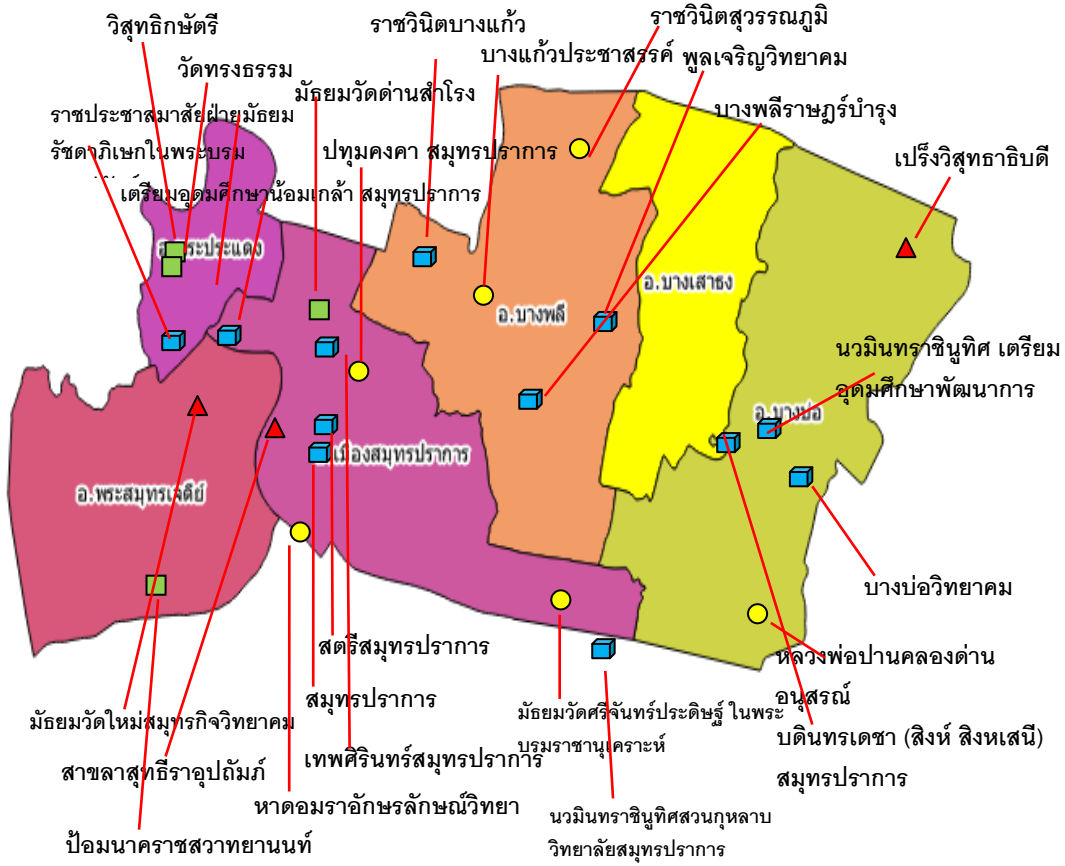 วิสุทธิกษัตรี
วัดทรงธรรม
ราชประชาสมาสัยฝ่ายมัธยม
รัชดาภิเษกในพระบรม
เตรียมอุดมศึกษาน้อมเกล้า สมุทรปราการ
มัธยมวัดด่านสำโรง
ปทุมคงคา สมุทรปราการ
ราชวินิตบางแก้ว
บางแก้วประชาสรรค์
ราชวินิตสุวรรณภูมิ
พูลเจริญวิทยาคม
บางพลีราษฎร์บำรุง
เปร็งวิสุทธาธิบดี
อ.พระประแดง
อ.บางพลี
อ.บางเสาธง
นวมินทราชินูทิศ เตรียม
อุดมศึกษาพัฒนาการ
อ.บางบ่อ
เมืองสมุทรปราการ
อ.พระสมุทรเจดีย์
บางบ่อวิทยาคม
สตรีสมุทรปราการ
สมุทรปราการ
เทพศิรินทร์สมุทรปราการ
หลวงพ่อปานคลองด่าน
อนุสรณ์
บดินทรเดชา (สิงห์ สิงหเสนี)
สมุทรปราการ
มัธยมวัดศรีจันทร์ประดิษฐ์ ในพระ
บรมราชานุเคราะห์
มัธยมวัดใหม่สมุทรกิจวิทยาคม
สาขลาสุทธีราอุปถัมภ์
หาดอมราอักษรลักษณ์วิทยา
ป้อมนาคราชสวาทยานนท์
นวมินทราชินูทิศสวนกุหลาบ
วิทยาลัยสมุทรปราการ